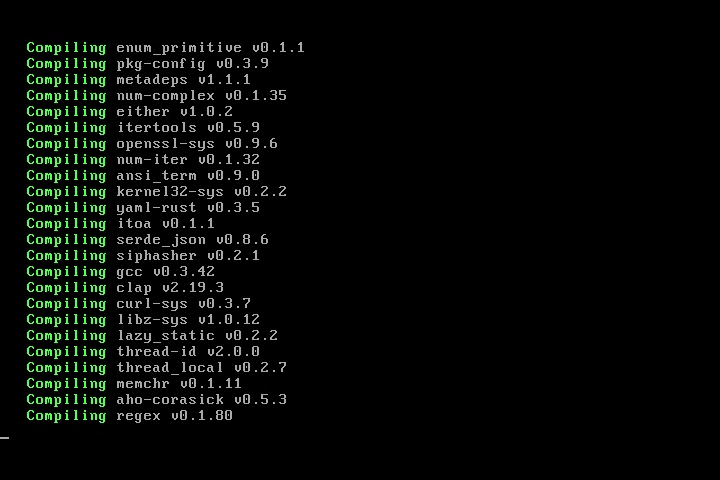 Compiling enum_primitive v0.1.1
Compiling pkg-config v0.3.9
Compiling metadeps v1.1.1
Compiling num-complex v0.1.35
Compiling either v1.0.2
Compiling itertools v0.5.9
Compiling openssl-sys v0.9.6
Compiling num-iter v0.1.32
Compiling ansi_term v0.9.0
Compiling kernel32-sys v0.2.2
Compiling yaml-rust v0.3.5
Compiling itoa v0.1.1
Compiling serde_json v0.8.6
Compiling siphasher v0.2.1
Compiling gcc v0.3.42
Compiling clap v2.19.3
Compiling curl-sys v0.3.7
Compiling libz-sys v1.0.12
Compiling lazy_static v0.2.2
Compiling thread-id v2.0.0
Compiling thread_local v0.2.7
Compiling memchr v0.1.11
Compiling aho-corasick v0.5.3
Compiling regex v0.1.80